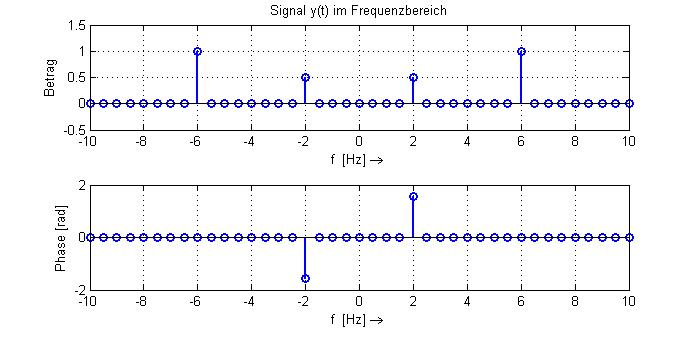 Signal y(t) im Frequenzbereich
1.5
1
0.5
0
-0.5
Betrag
-10 -8 -6 -4 -2 0 2 4 6 8 10
f [Hz] →
2
0
-2
Phase [rad]
-10 -8 -6 -4 -2 0 2 4 6 8 10
f [Hz] →